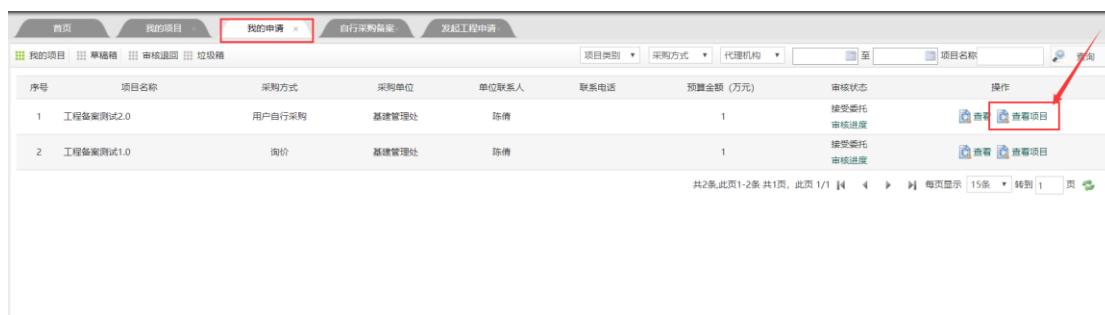 首页 我的项目 × 我的申请 × 自行采购备案× 发起工程申请×
我的项目 草稿箱 审核退回 垃圾箱 项目类别 采购方式 代理机构 至 项目名称 查询
序号 项目名称 采购方式 采购单位 单位联系人 联系电话 预算金额 (万元) 审核状态 操作
1 工程备案测试2.0 用户自行采购 基建管理处 陈倩 1 接受委托 查看 查看项目
审核进度
2 工程备案测试1.0 询价 基建管理处 陈倩 1 接受委托 查看 查看项目
审核进度
共2条,此页1-2条 共1页, 此页 1/1 每页显示 15条 转到 1 页